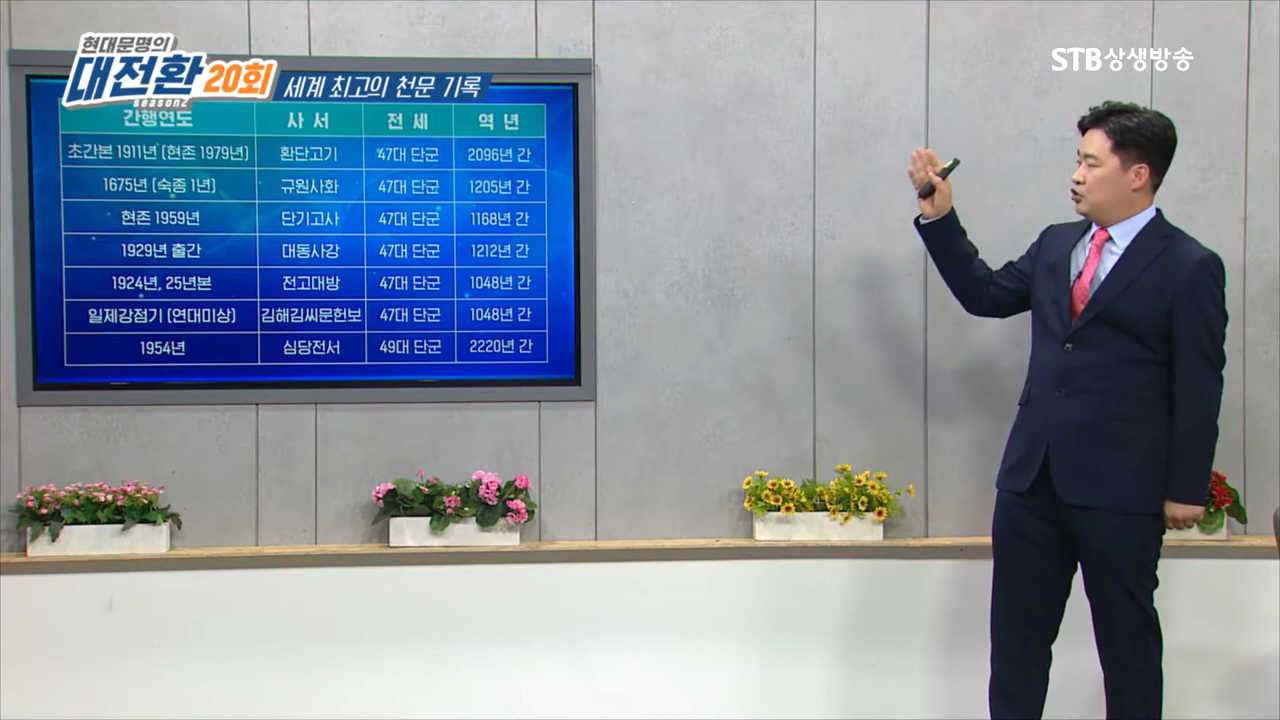 현대문명의
대전환 20회 세계 최고의 천문 기록
season2
STB상생방송
간행연도 사서 전세 역년
초간본 1911년 (현존 1979년) 환단고기 47대 단군 2096년 간
1675년 (숙종 1년) 규원사화 47대 단군 1205년 간
현존 1959년 단기고사 47대 단군 1168년 간
1929년 출간 대동사강 47대 단군 1212년 간
1924년, 25년본 전고대방 47대 단군 1048년 간
일제강점기 (연대미상) 김해김씨문헌보 47대 단군 1048년 간
1954년 심당전서 49대 단군 2220년 간